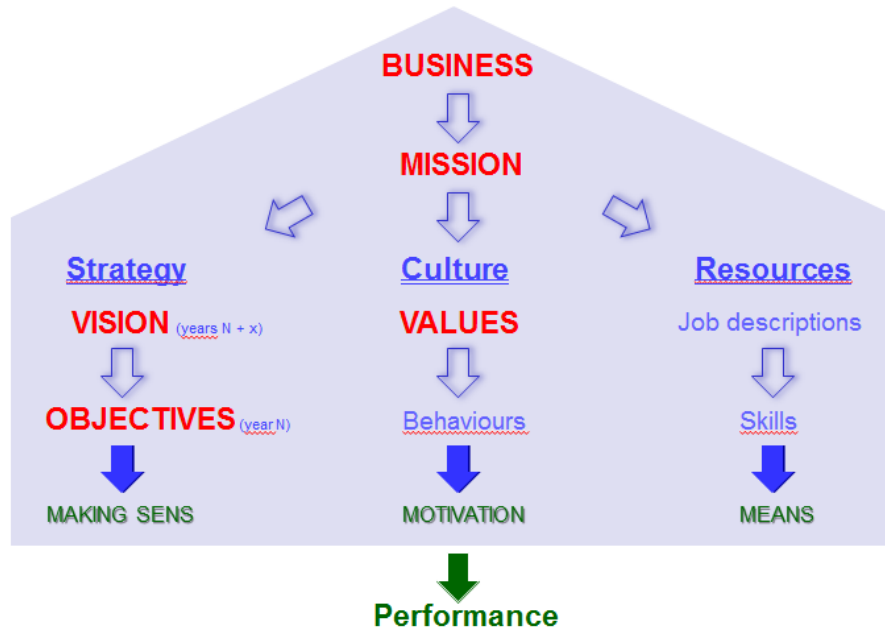 BUSINESS
MISSION
Strategy Culture Resources
VISION (years N + x) VALUES Job descriptions
OBJECTIVES (year N) Behaviours Skills
MAKING SENS MOTIVATION MEANS
Performance